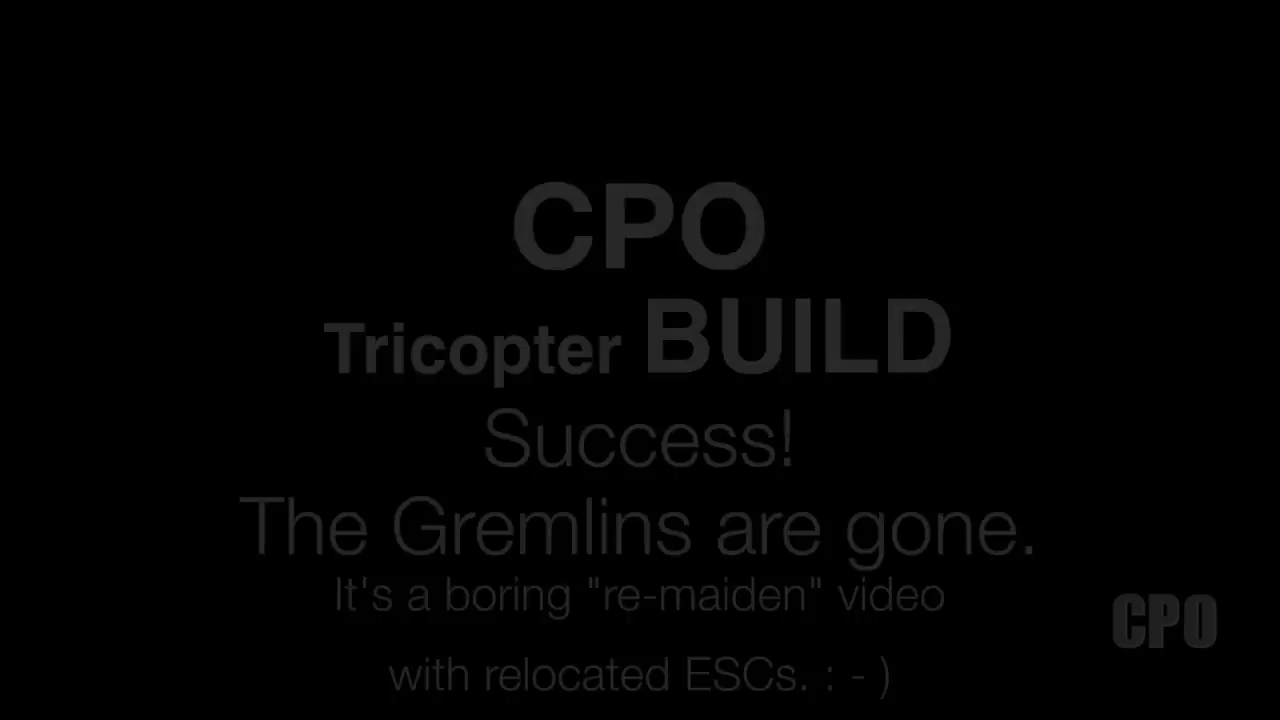 CPO
Tricopter BUILD
Success!
The Gremlins are gone.
It's a boring "re-maiden" video
with relocated ESCs. : - )
CPO